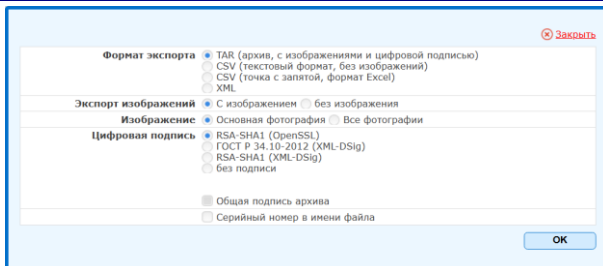 Закрыть
Формат экспорта TAR (архив, с изображениями и цифровой подписью)
CSV (текстовый формат, без изображений)
CSV (точка с запятой, формат Excel)
XML
Экспорт изображений С изображением без изображения
Изображение Основная фотография Все фотографии
Цифровая подпись RSA-SHA1 (OpenSSL)
ГОСТ Р 34.10-2012 (XML-DSig)
RSA-SHA1 (XML-DSig)
без подписи
Общая подпись архива
Серийный номер в имени файла
OK